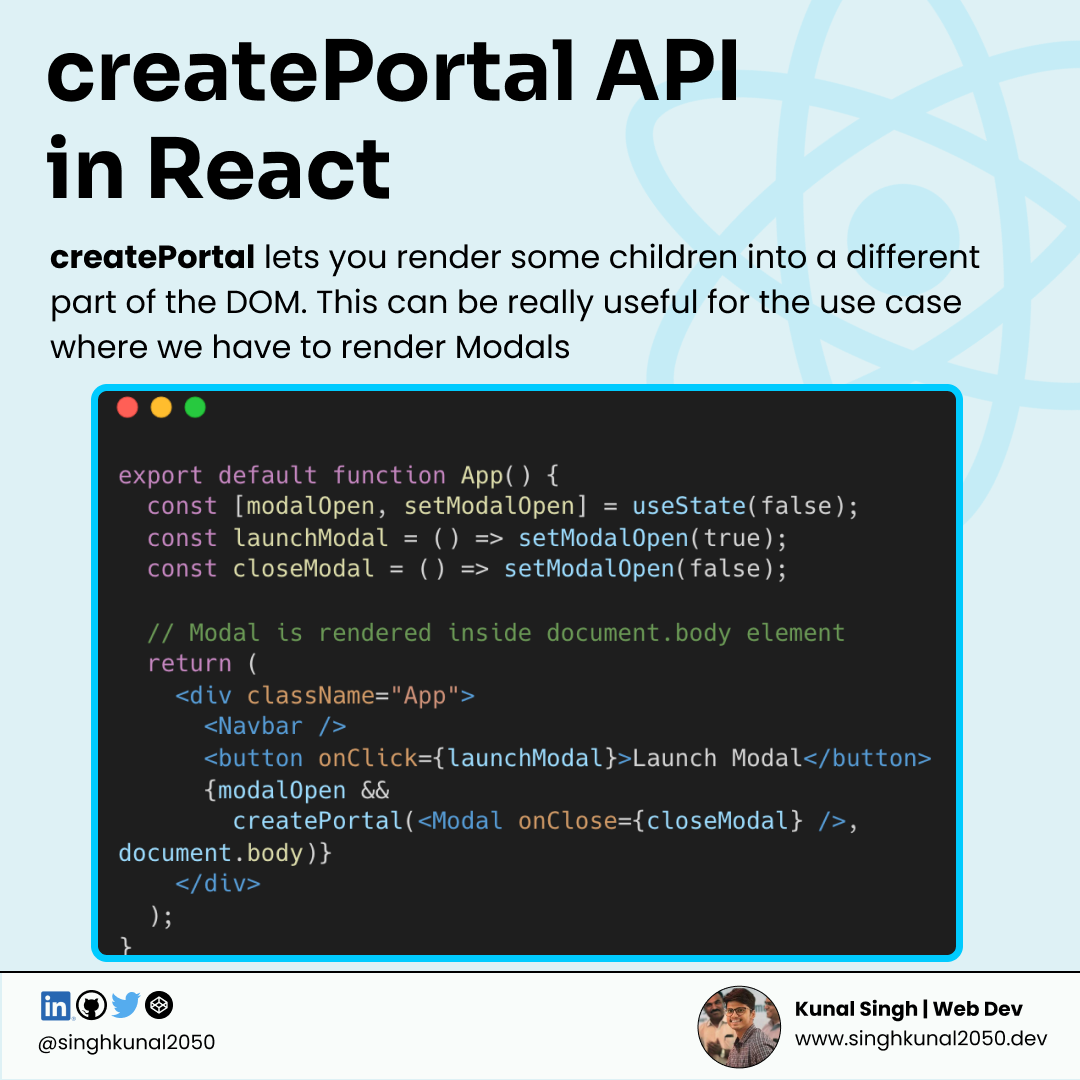 createPortal API
in React
createPortal lets you render some children into a different
part of the DOM. This can be really useful for the use case
where we have to render Modals
export default function App() {
  const [modalOpen, setModalOpen] = useState(false);
  const launchModal = () => setModalOpen(true);
  const closeModal = () => setModalOpen(false);

  // Modal is rendered inside document.body element
  return (
    <div className="App">
      <Navbar />
      <button onClick={launchModal}>Launch Modal</button>
      {modalOpen &&
        createPortal(<Modal onClose={closeModal} />,
document.body)}
    </div>
  );
}
in
@singhkunal2050
Kunal Singh | Web Dev
www.singhkunal2050.dev